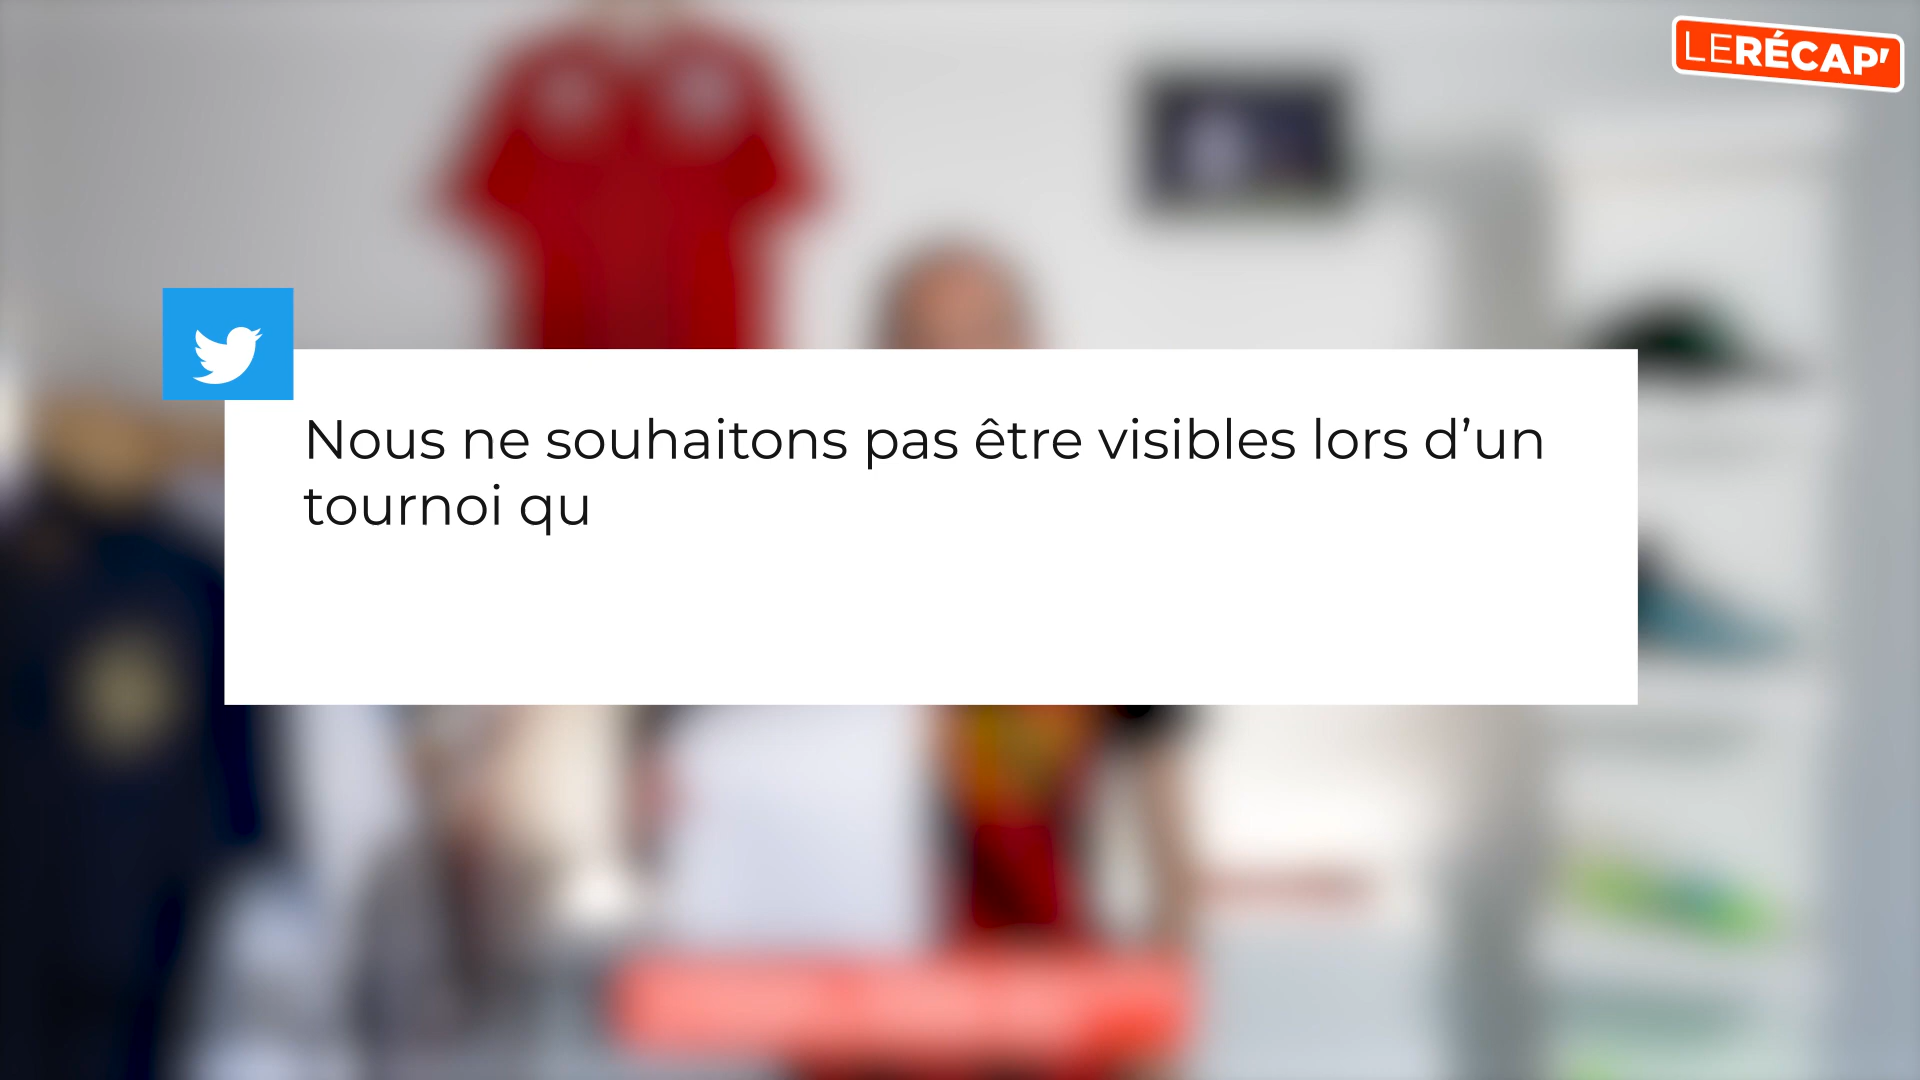 LERÉCAP'
Nous ne souhaitons pas être visibles lors d’un
tournoi qu